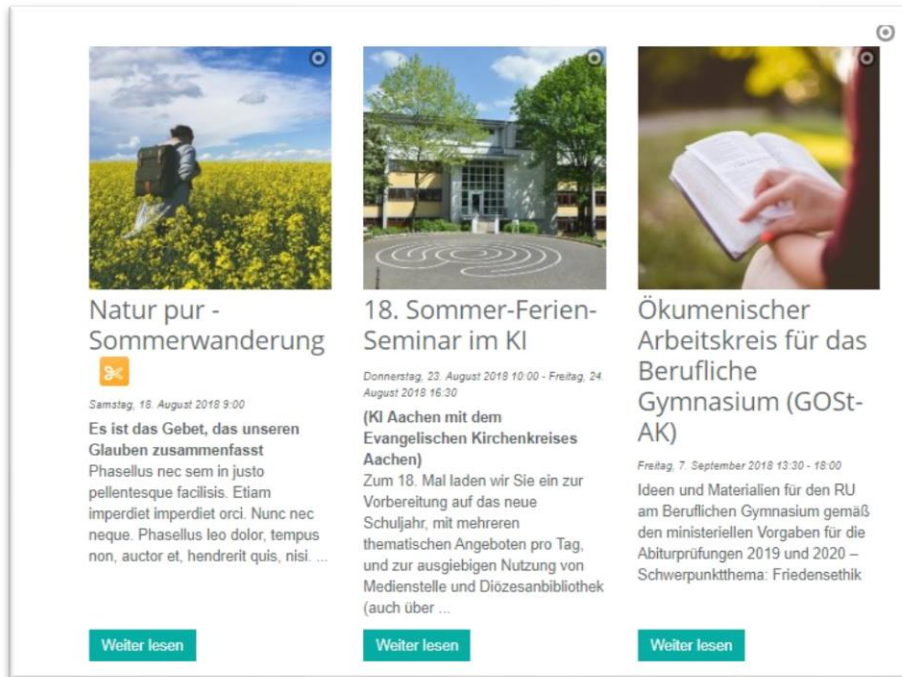 Natur pur -
Sommerwanderung
Samstag, 18. August 2018 9:00
Es ist das Gebet, das unseren
Glauben zusammenfasst
Phasellus nec sem in justo
pellentesque facilisis. Etiam
imperdiet imperdiet orci. Nunc nec
neque. Phasellus leo dolor, tempus
non, auctor et, hendrerit quis, nisi. ...
Weiter lesen
18. Sommer-Ferien-
Seminar im KI
Donnerstag, 23. August 2018 10:00 - Freitag, 24.
August 2018 16:30
(KI Aachen mit dem
Evangelischen Kirchenkreises
Aachen)
Zum 18. Mal laden wir Sie ein zur
Vorbereitung auf das neue
Schuljahr, mit mehreren
thematischen Angeboten pro Tag,
und zur ausgiebigen Nutzung von
Medienstelle und Diözesanbibliothek
(auch über ...
Weiter lesen
Ökumenischer
Arbeitskreis für das
Berufliche
Gymnasium (GOSt-
AK)
Freitag, 7. September 2018 13:30 - 18:00
Ideen und Materialien für den RU
am Beruflichen Gymnasium gemäß
den ministeriellen Vorgaben für die
Abiturprüfungen 2019 und 2020 –
Schwerpunktthema: Friedensethik
Weiter lesen